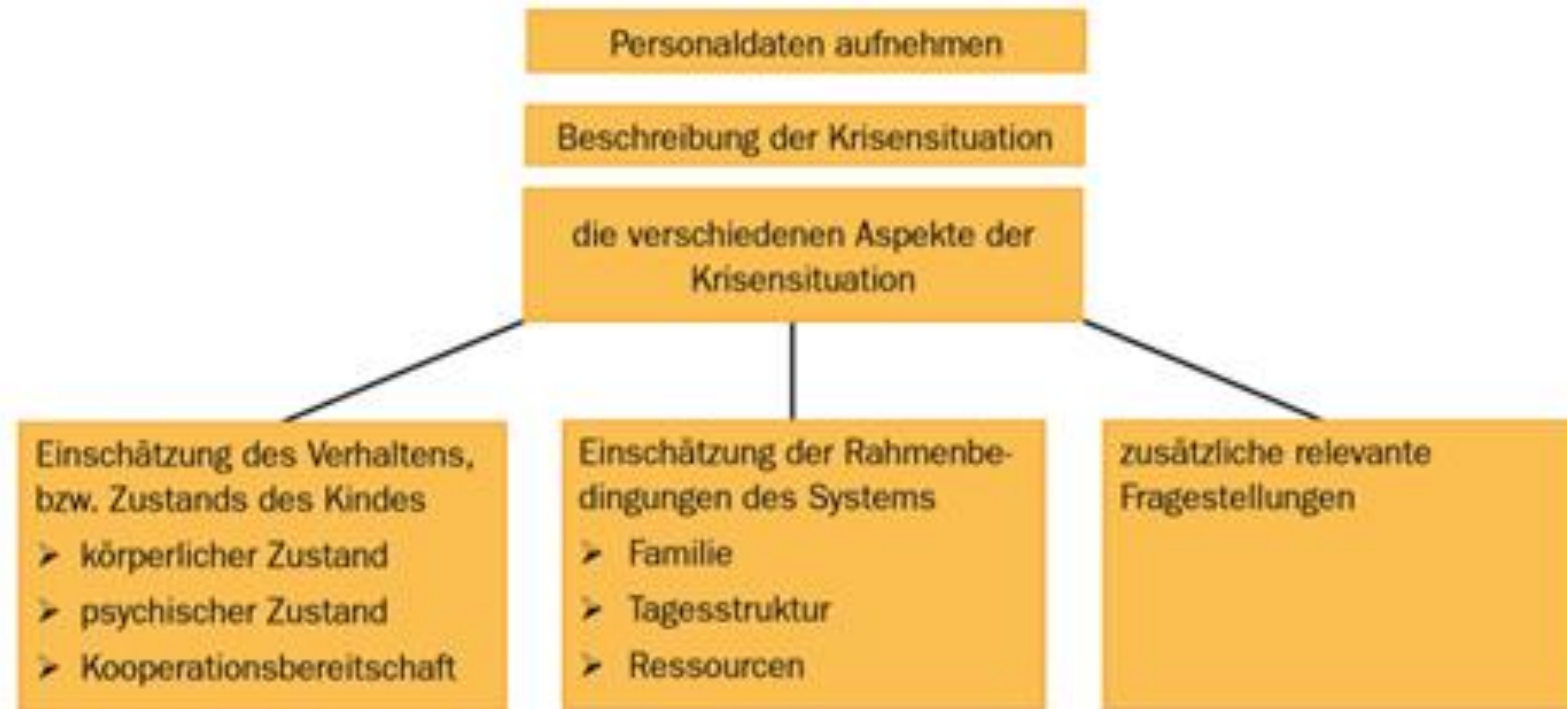 Personaldaten aufnehmen
Beschreibung der Krisensituation
die verschiedenen Aspekte der
Krisensituation
Einschätzung des Verhaltens,
bzw. Zustands des Kindes
➢ körperlicher Zustand
➢ psychischer Zustand
➢ Kooperationsbereitschaft
Einschätzung der Rahmenbe-
dingungen des Systems
➢ Familie
➢ Tagesstruktur
➢ Ressourcen
zusätzliche relevante
Fragestellungen